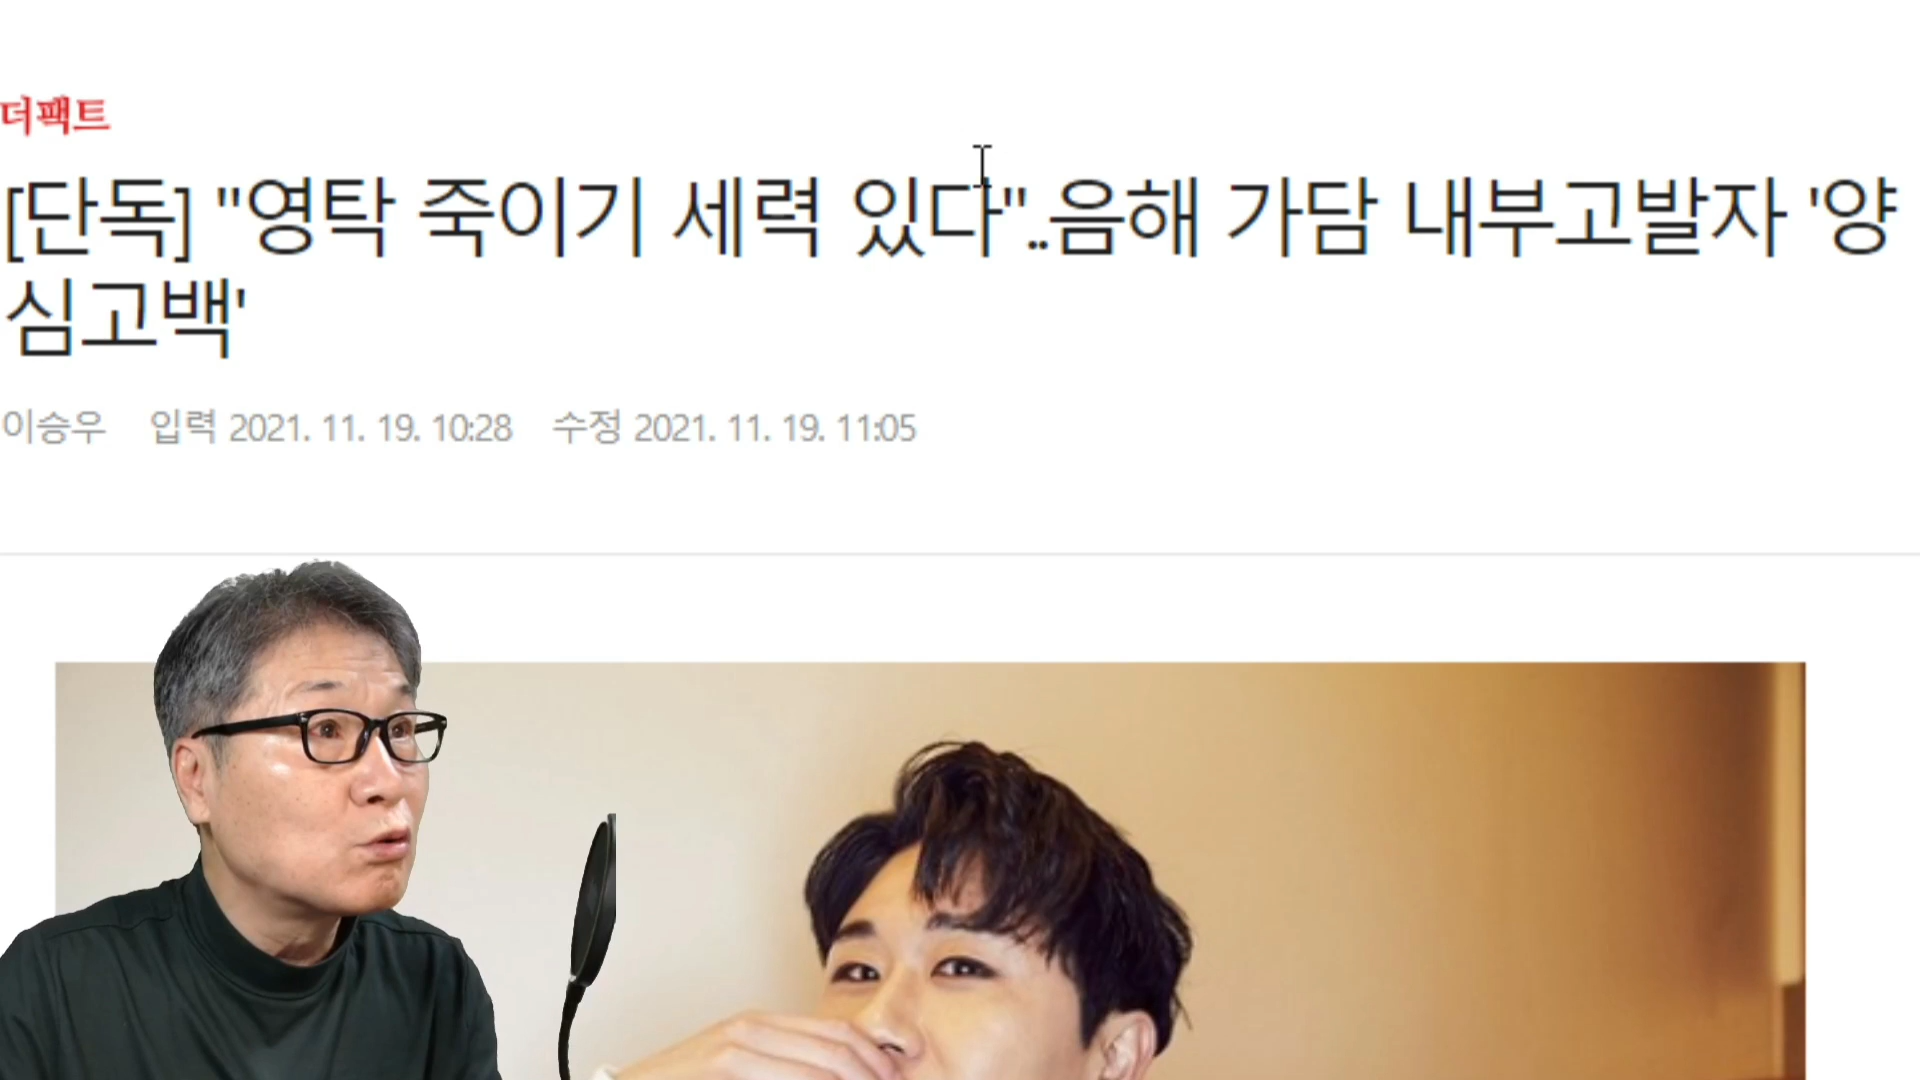 더팩트
[단독] "영탁 죽이기 세력 있다"..음해 가담 내부고발자 '양
심고백'
이승우 입력 2021. 11. 19. 10:28 수정 2021. 11. 19. 11:05